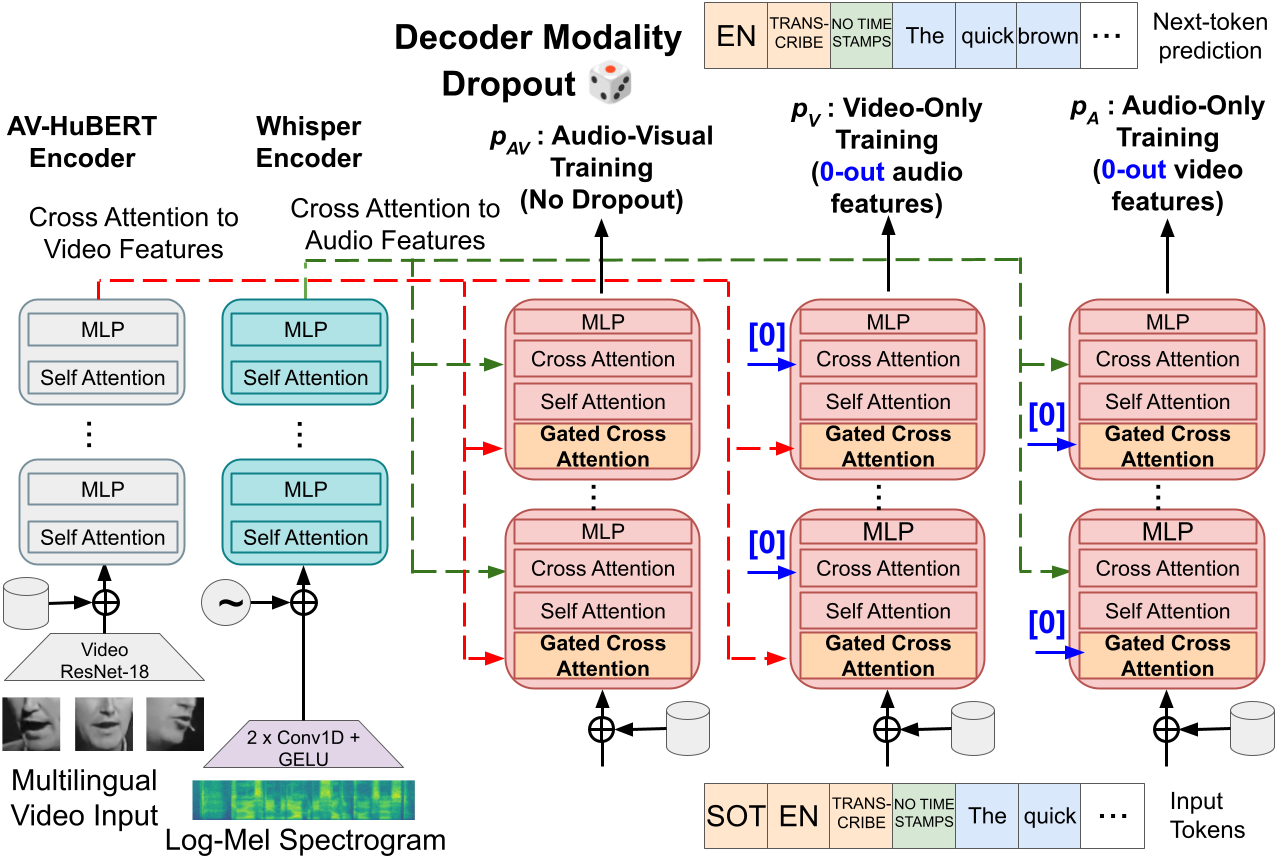 Decoder Modality
Dropout
EN TRANS-
CRIBE NO TIME
STAMPS The quick brown ...
Next-token
prediction
AV-HuBERT
Encoder
Whisper
Encoder
p_AV : Audio-Visual
Training
(No Dropout)
p_V : Video-Only
Training
(0-out audio
features)
p_A : Audio-Only
Training
(0-out video
features)
Cross Attention to
Video Features
Cross Attention to
Audio Features
MLP
Self Attention
⋮
MLP
Self Attention
MLP
Self Attention
⋮
MLP
Self Attention
MLP
Cross Attention
Self Attention
Gated Cross
Attention
⋮
MLP
Cross Attention
Self Attention
Gated Cross
Attention
[0]
MLP
Cross Attention
Self Attention
Gated Cross
Attention
⋮
[0]
MLP
Cross Attention
Self Attention
Gated Cross
Attention
MLP
Cross Attention
Self Attention
[0]
Gated Cross
Attention
⋮
MLP
Cross Attention
Self Attention
[0]
Gated Cross
Attention
~
Video
ResNet-18
2 x Conv1D +
GELU
Multilingual
Video Input
Log-Mel Spectrogram
SOT EN TRANS-
CRIBE NO TIME
STAMPS The quick ...
Input
Tokens